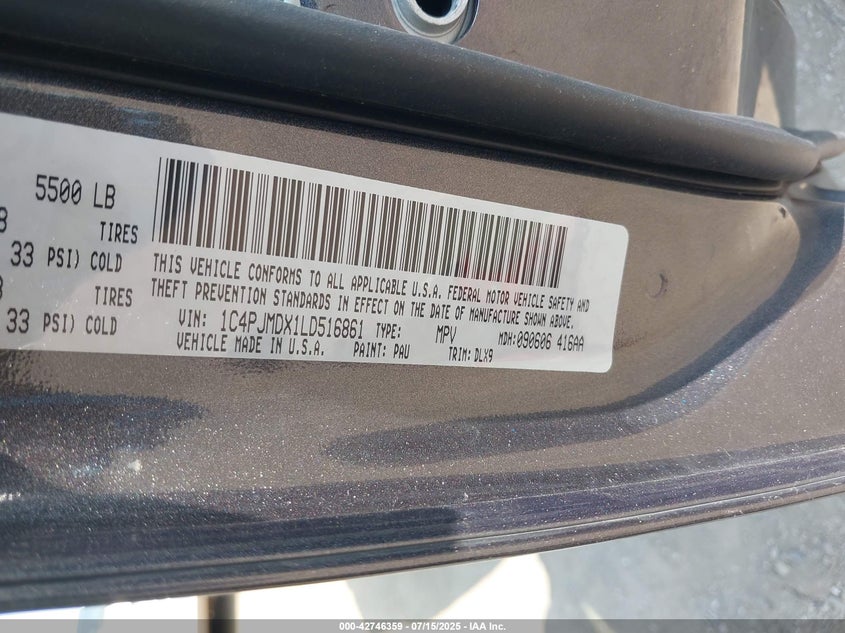 5500 LB
TIRES
33 PSI) COLD
TIRES
33 PSI) COLD
THIS VEHICLE CONFORMS TO ALL APPLICABLE U.S.A. FEDERAL MOTOR VEHICLE SAFETY AND
THEFT PREVENTION STANDARDS IN EFFECT ON THE DATE OF MANUFACTURE SHOWN ABOVE.
VIN: 1C4PJMDX1LD516861 TYPE: MPV MDH:090606 416AA
VEHICLE MADE IN U.S.A. PAINT: PAU TRIM: DLX9
000-42746359 | 07/15/2025 | IAA Inc.